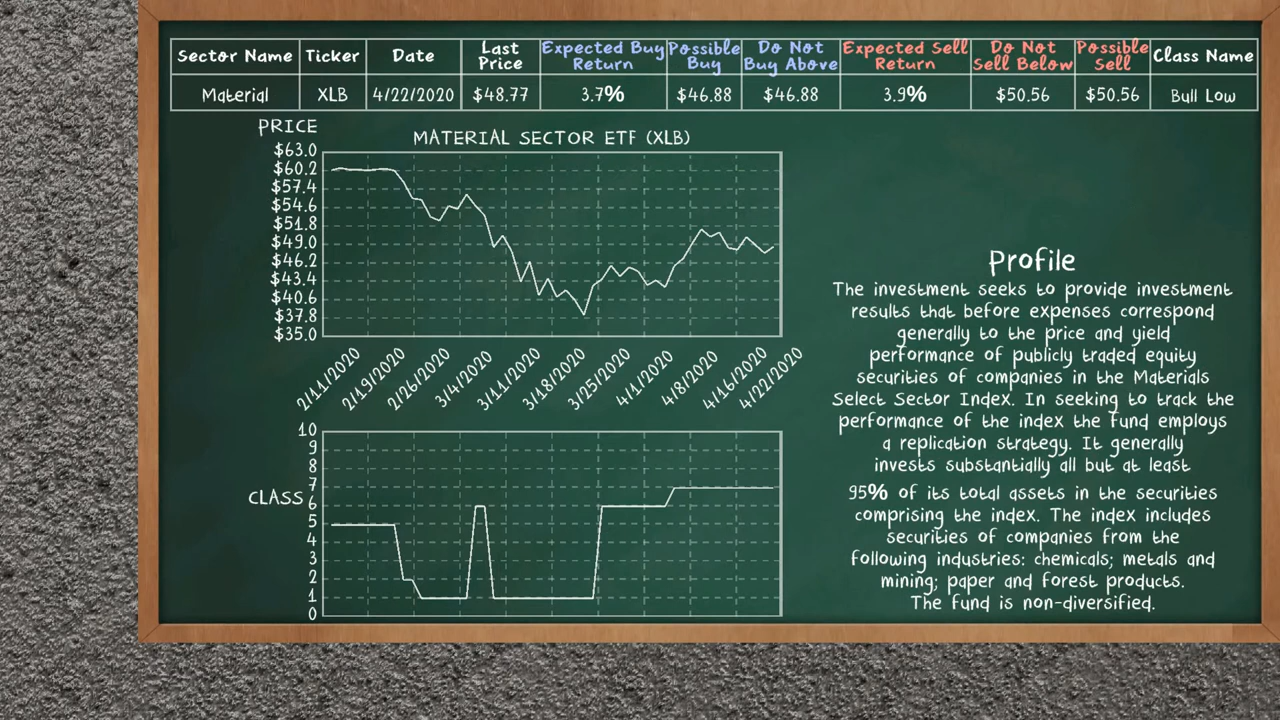 Sector Name Ticker Date Last Price Expected Buy Return Possible Buy Do Not Buy Above Expected Sell Return Do Not Sell Below Possible Sell Class Name
Material XLB 4/22/2020 $48.77 3.7% $46.88 $46.88 3.9% $50.56 $50.56 Bull Low
PRICE
MATERIAL SECTOR ETF (XLB)
$63.0
$60.2
$57.4
$54.6
$51.8
$49.0
$46.2
$43.4
$40.6
$37.8
$35.0
2/11/2020 2/19/2020 2/26/2020 3/4/2020 3/11/2020 3/18/2020 3/25/2020 4/1/2020 4/8/2020 4/16/2020 4/22/2020
CLASS
10
9
8
7
6
5
4
3
2
1
0
Profile
The investment seeks to provide investment
results that before expenses correspond
generally to the price and yield
performance of publicly traded equity
securities of companies in the Materials
Select Sector Index. In seeking to track the
performance of the index the fund employs
a replication strategy. It generally
invests substantially all but at least
95% of its total assets in the securities
comprising the index. The index includes
securities of companies from the
following industries: chemicals; metals and
mining; paper and forest products.
The fund is non-diversified.